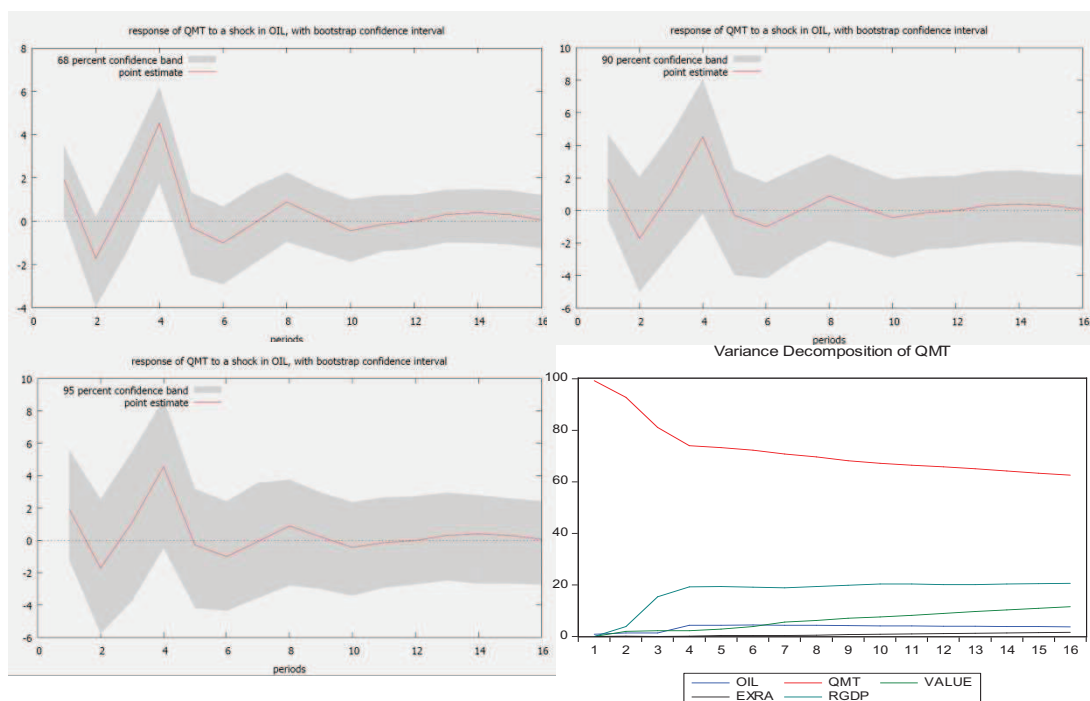 response of QMT to a shock in OIL, with bootstrap confidence interval
8
68 percent confidence band
point estimate
6
4
2
0
-2
-4
0 2 4 6 8 10 12 14 16
periods
response of QMT to a shock in OIL, with bootstrap confidence interval
10
90 percent confidence band
point estimate
8
6
4
2
0
-2
-4
-6
0 2 4 6 8 10 12 14 16
periods
response of QMT to a shock in OIL, with bootstrap confidence interval
10
95 percent confidence band
point estimate
8
6
4
2
0
-2
-4
-6
0 2 4 6 8 10 12 14 16
periods
Variance Decomposition of QMT
100
80
60
40
20
0
1 2 3 4 5 6 7 8 9 10 11 12 13 14 15 16
OIL QMT VALUE
EXRA RGDP